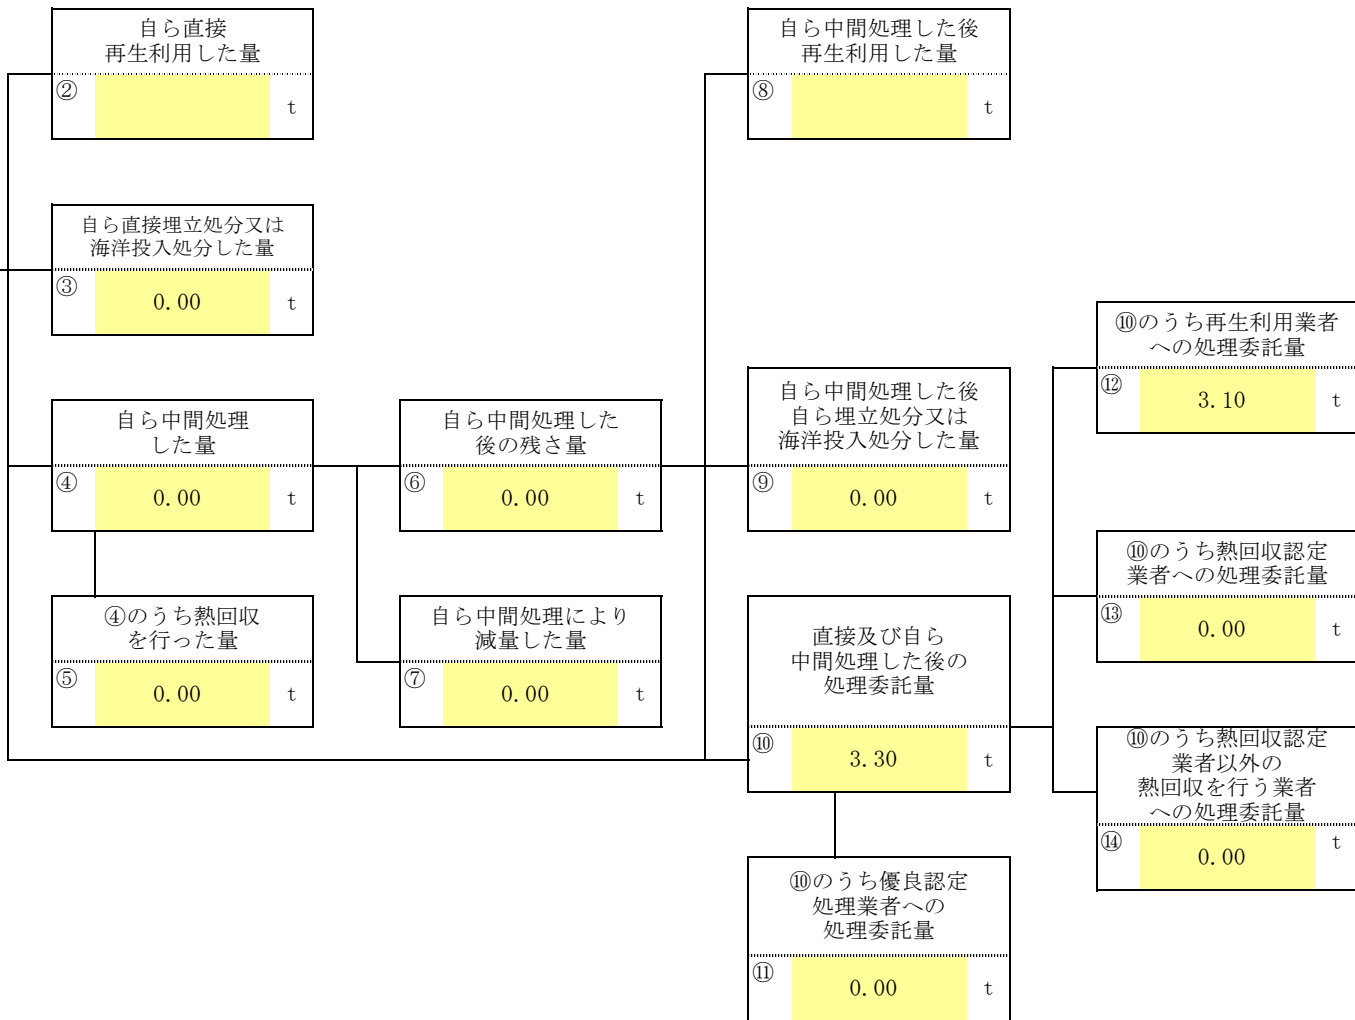 自ら直接
再生利用した量
②
t
自ら中間処理した後
再生利用した量
⑧
t
自ら直接埋立処分又は
海洋投入処分した量
③
0.00
t
⑩のうち再生利用業者
への処理委託量
⑫
3.10
t
自ら中間処理
した量
④
0.00
t
自ら中間処理した
後の残さ量
⑥
0.00
t
自ら中間処理した後
自ら埋立処分又は
海洋投入処分した量
⑨
0.00
t
⑩のうち熱回収認定
業者への処理委託量
⑬
0.00
t
④のうち熱回収
を行った量
⑤
0.00
t
自ら中間処理により
減量した量
⑦
0.00
t
直接及び自ら
中間処理した後の
処理委託量
⑩
3.30
t
⑩のうち熱回収認定
業者以外の
熱回収を行う業者
への処理委託量
⑭
0.00
t
⑩のうち優良認定
処理業者への
処理委託量
⑪
0.00
t